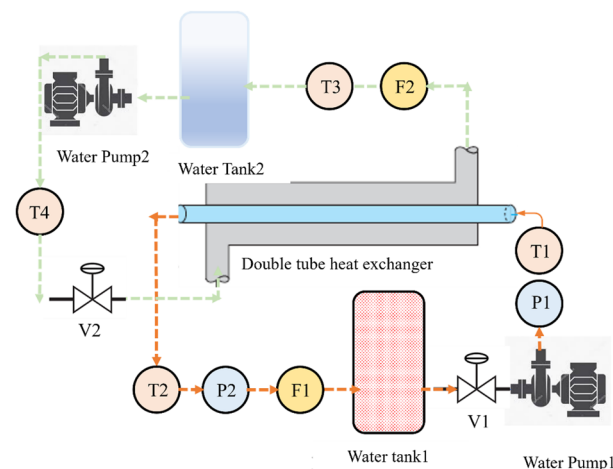 T3
F2
Water Pump2
Water Tank2
T4
T1
Double tube heat exchanger
P1
V2
T2
P2
F1
V1
Water tank1
Water Pump1